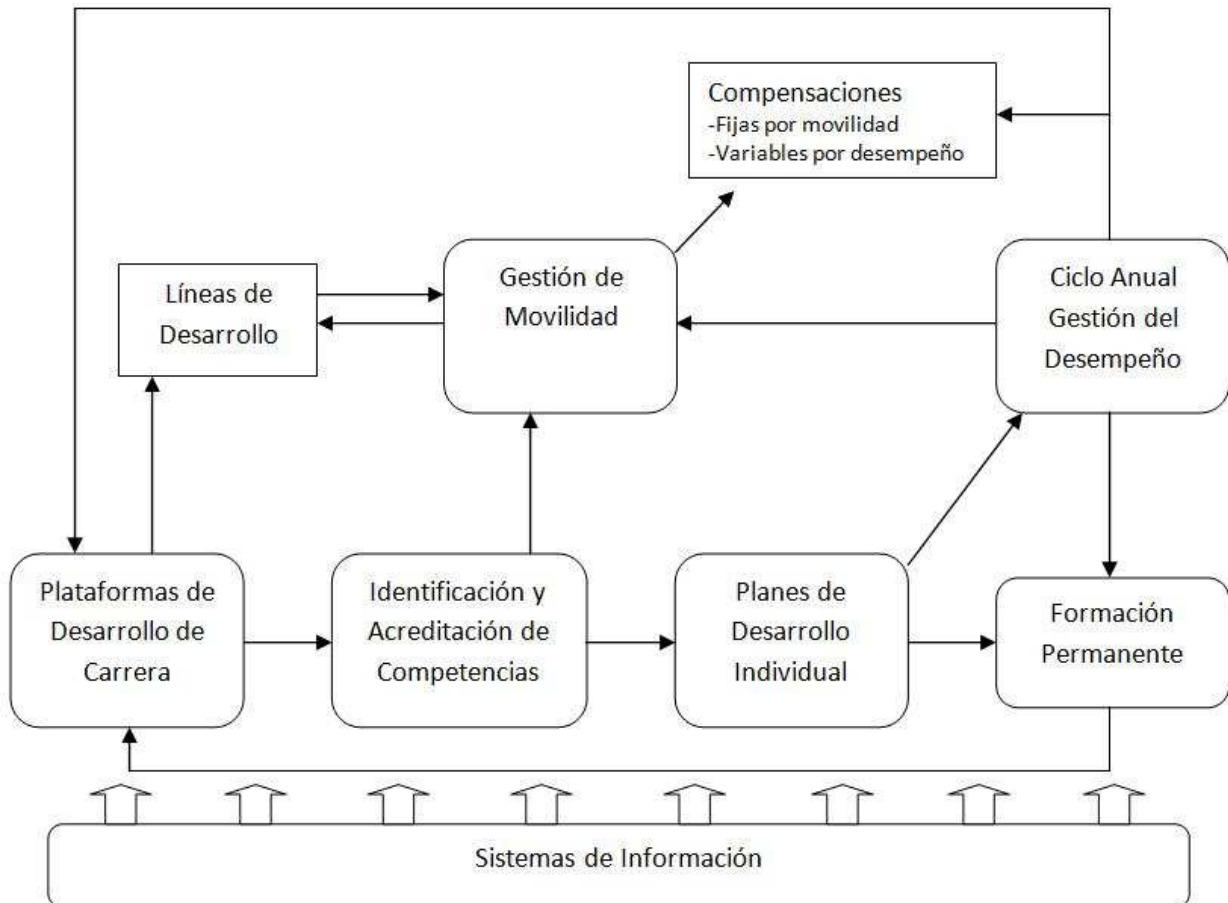 Compensaciones
-Fijas por movilidad
-Variables por desempeño
Líneas de
Desarrollo
Gestión de
Movilidad
Ciclo Anual
Gestión del
Desempeño
Plataformas de
Desarrollo de
Carrera
Identificación y
Acreditación de
Competencias
Planes de
Desarrollo
Individual
Formación
Permanente
Sistemas de Información